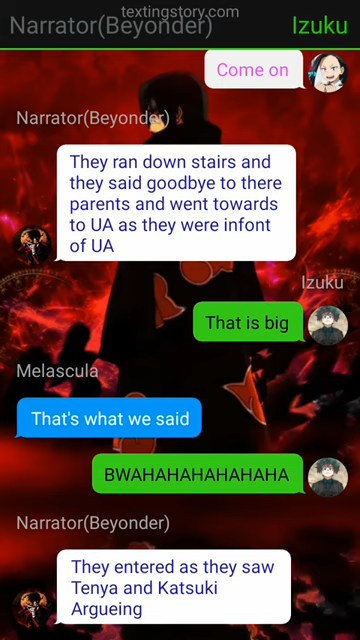 textingstory.com
Narrator(Beyonder)
Izuku
Come on
Narrator(Beyonder)
They ran down stairs and
they said goodbye to there
parents and went towards
to UA as they were infont
of UA
Izuku
That is big
Melascula
That's what we said
BWAHAHAHAHAHAHA
Narrator(Beyonder)
They entered as they saw
Tenya and Katsuki
Argueing